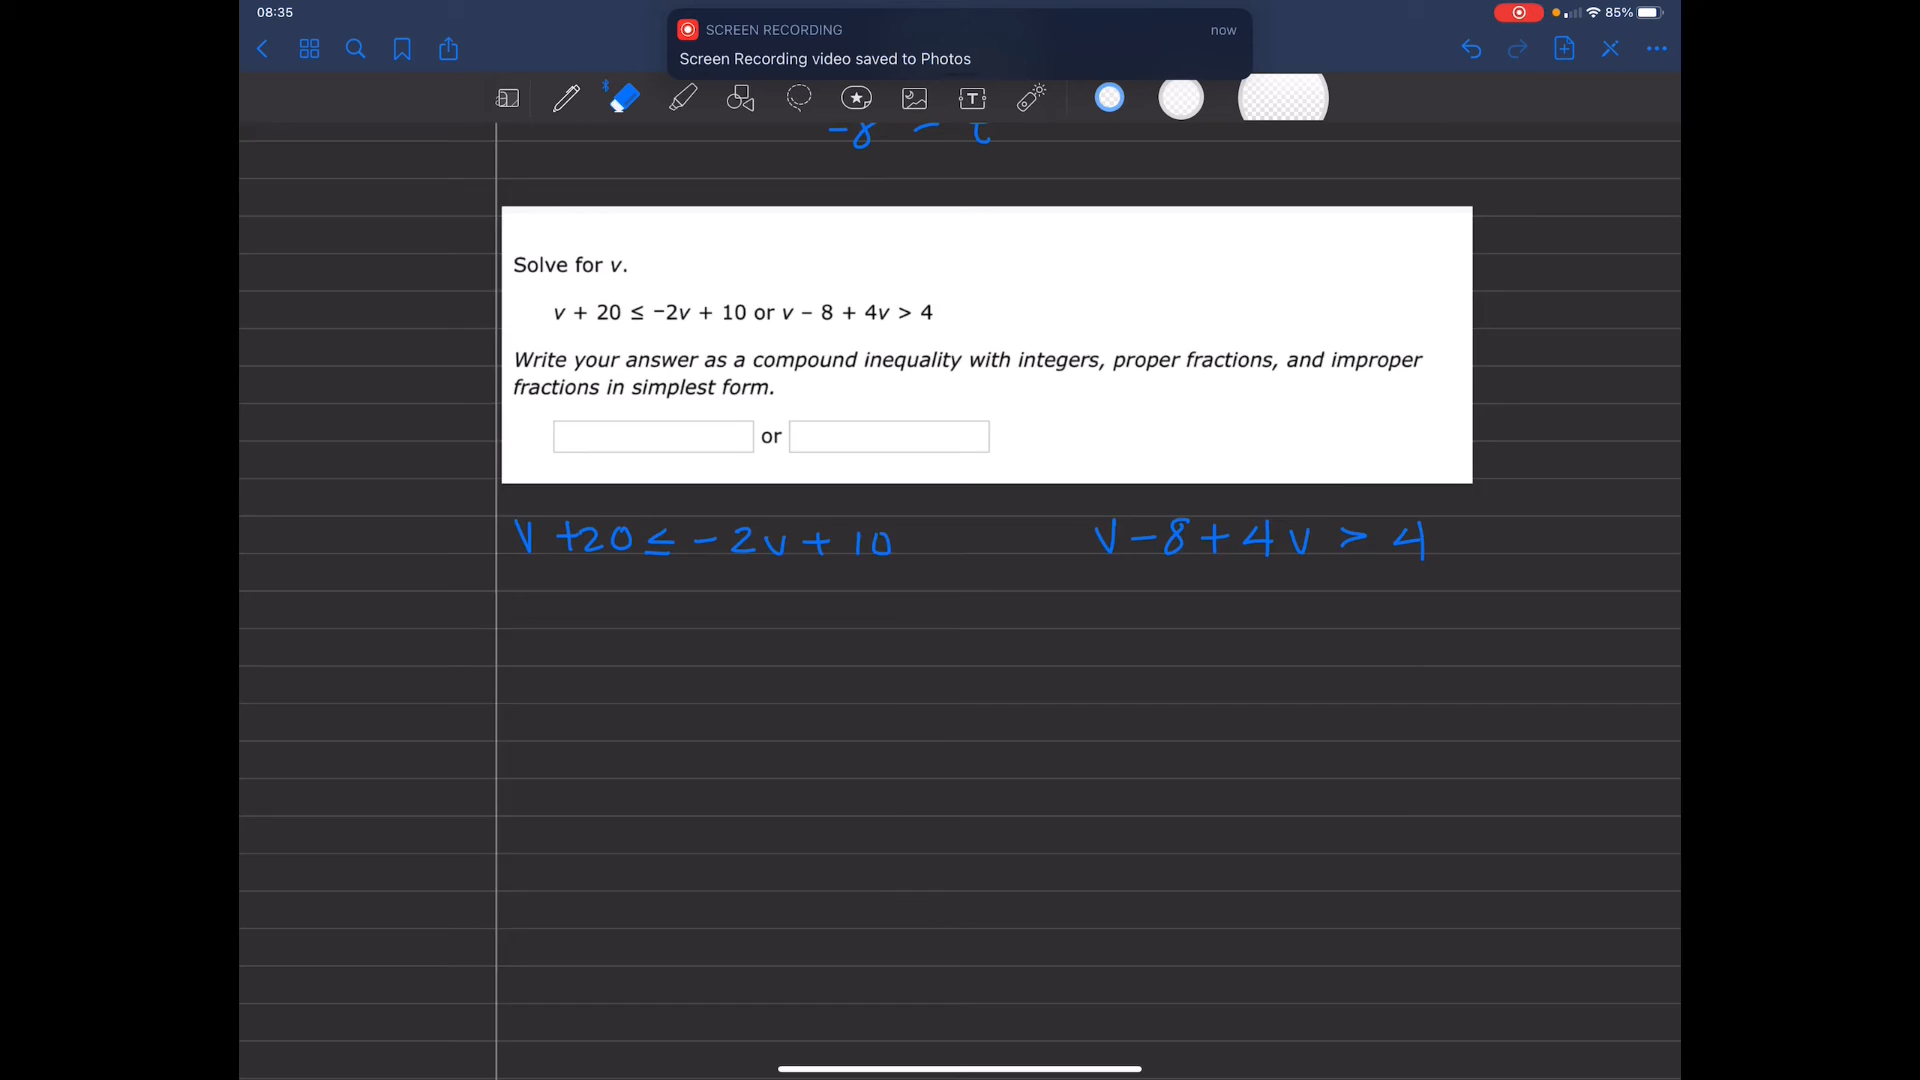 08:35
SCREEN RECORDING
now
Screen Recording video saved to Photos
85%
T
-8
Solve for v.
v + 20 ≤ −2v + 10 or v − 8 + 4v > 4
Write your answer as a compound inequality with integers, proper fractions, and improper
fractions in simplest form.
or
v +20 ≤ - 2v + 10
v - 8 + 4v > 4